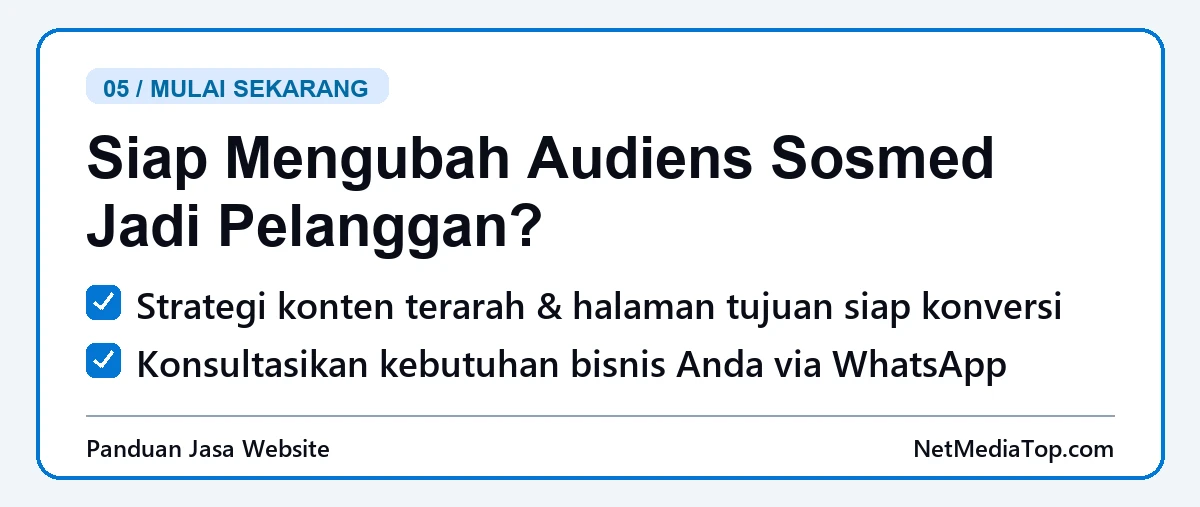 05 / MULAI SEKARANG
Siap Mengubah Audiens Sosmed
Jadi Pelanggan?
Strategi konten terarah & halaman tujuan siap konversi
Konsultasikan kebutuhan bisnis Anda via WhatsApp
Panduan Jasa Website
NetMediaTop.com